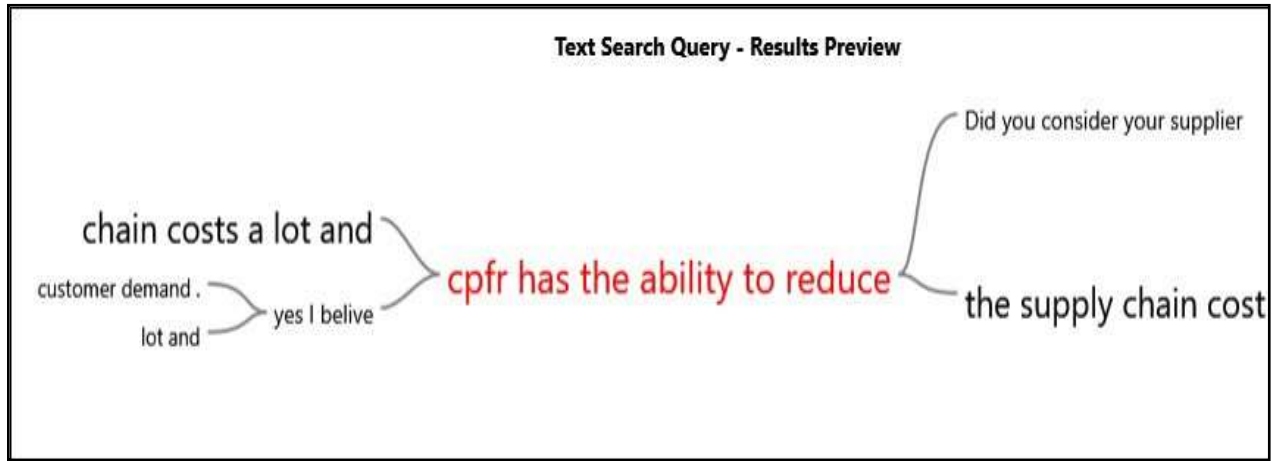 Text Search Query - Results Preview
Did you consider your supplier
chain costs a lot and
cpfr has the ability to reduce
customer demand .
yes I belive
the supply chain cost
lot and